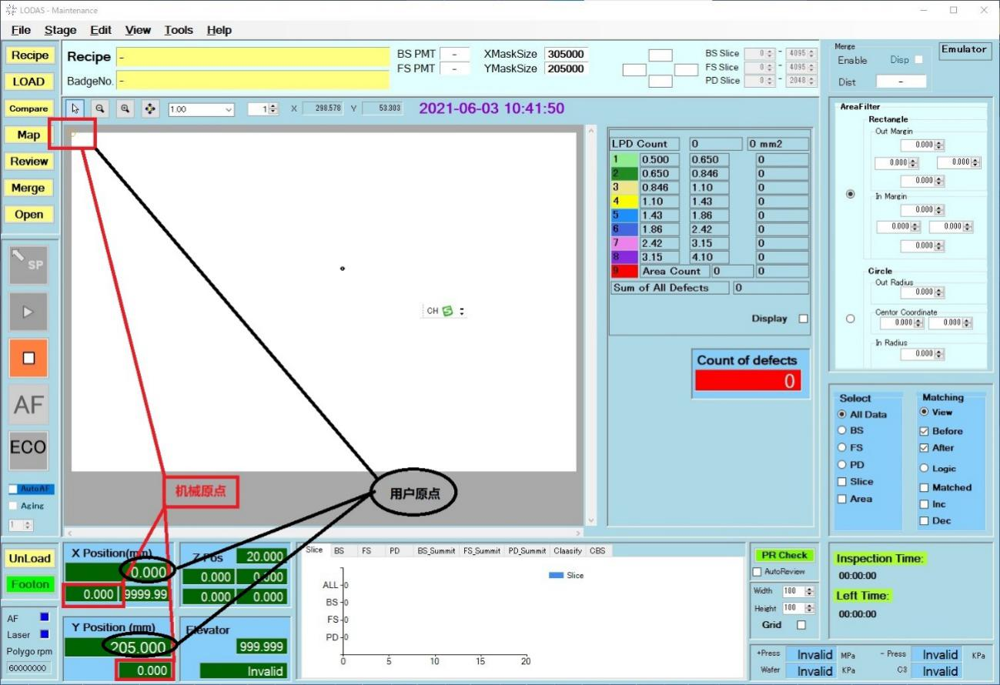 LODAS - Maintenance
File Stage Edit View Tools Help
Recipe
LOAD
Compare
Map
Review
Merge
Open
SP
AF
ECO
AutoAF
Aging
1
UnLoad
Footon
AF
Laser
Polygo rpm
60000000
Recipe -
BadgeNo. -
BS PMT -
FS PMT -
XMaskSize 305000
YMaskSize 205000
BS Slice 0 - 4095
FS Slice 0 - 4095
PD Slice 0 - 2048
Merge
Enable Disp
Dist -
Emulator
1.00 1 X 298.578 Y 53.303 2021-06-03 10:41:50
CH
机械原点
用户原点
LPD Count 0 0 mm2
1 0.500 0.650 0
2 0.650 0.846 0
3 0.846 1.10 0
4 1.10 1.43 0
5 1.43 1.86 0
6 1.86 2.42 0
7 2.42 3.15 0
8 3.15 4.10 0
9 Area Count 0 0
Sum of All Defects 0
Display
Count of defects
0
AreaFilter
Rectangle
Out Margin
0.000
0.000 0.000
0.000
In Margin
0.000
0.000 0.000
0.000
Circle
Out Radius
0.000
Centor Coordinate
0.000 0.000
In Radius
0.000
Select
All Data
BS
FS
PD
Slice
Area
Matching
View
Before
After
Logic
Matched
Inc
Dec
X Position(mm)
0.000
0.000 9999.99
Y Position (mm)
205.000
0.000
Z Pos 20.000
0.000 0.000
0.000 0.000
Elevator
999.999
Invalid
Slice BS FS PD BS_Summit FS_Summit PD_Summit Claasify CBS
Slice
ALL 0
BS 0
FS 0
PD 0
0 5 10 15 20
PR Check
AutoReview
Width 100
Height 100
Grid
Inspection Time:
00:00:00
Left Time:
00:00:00
+Press Invalid MPa - Press Invalid KPa
Wafer Invalid KPa C3 Invalid